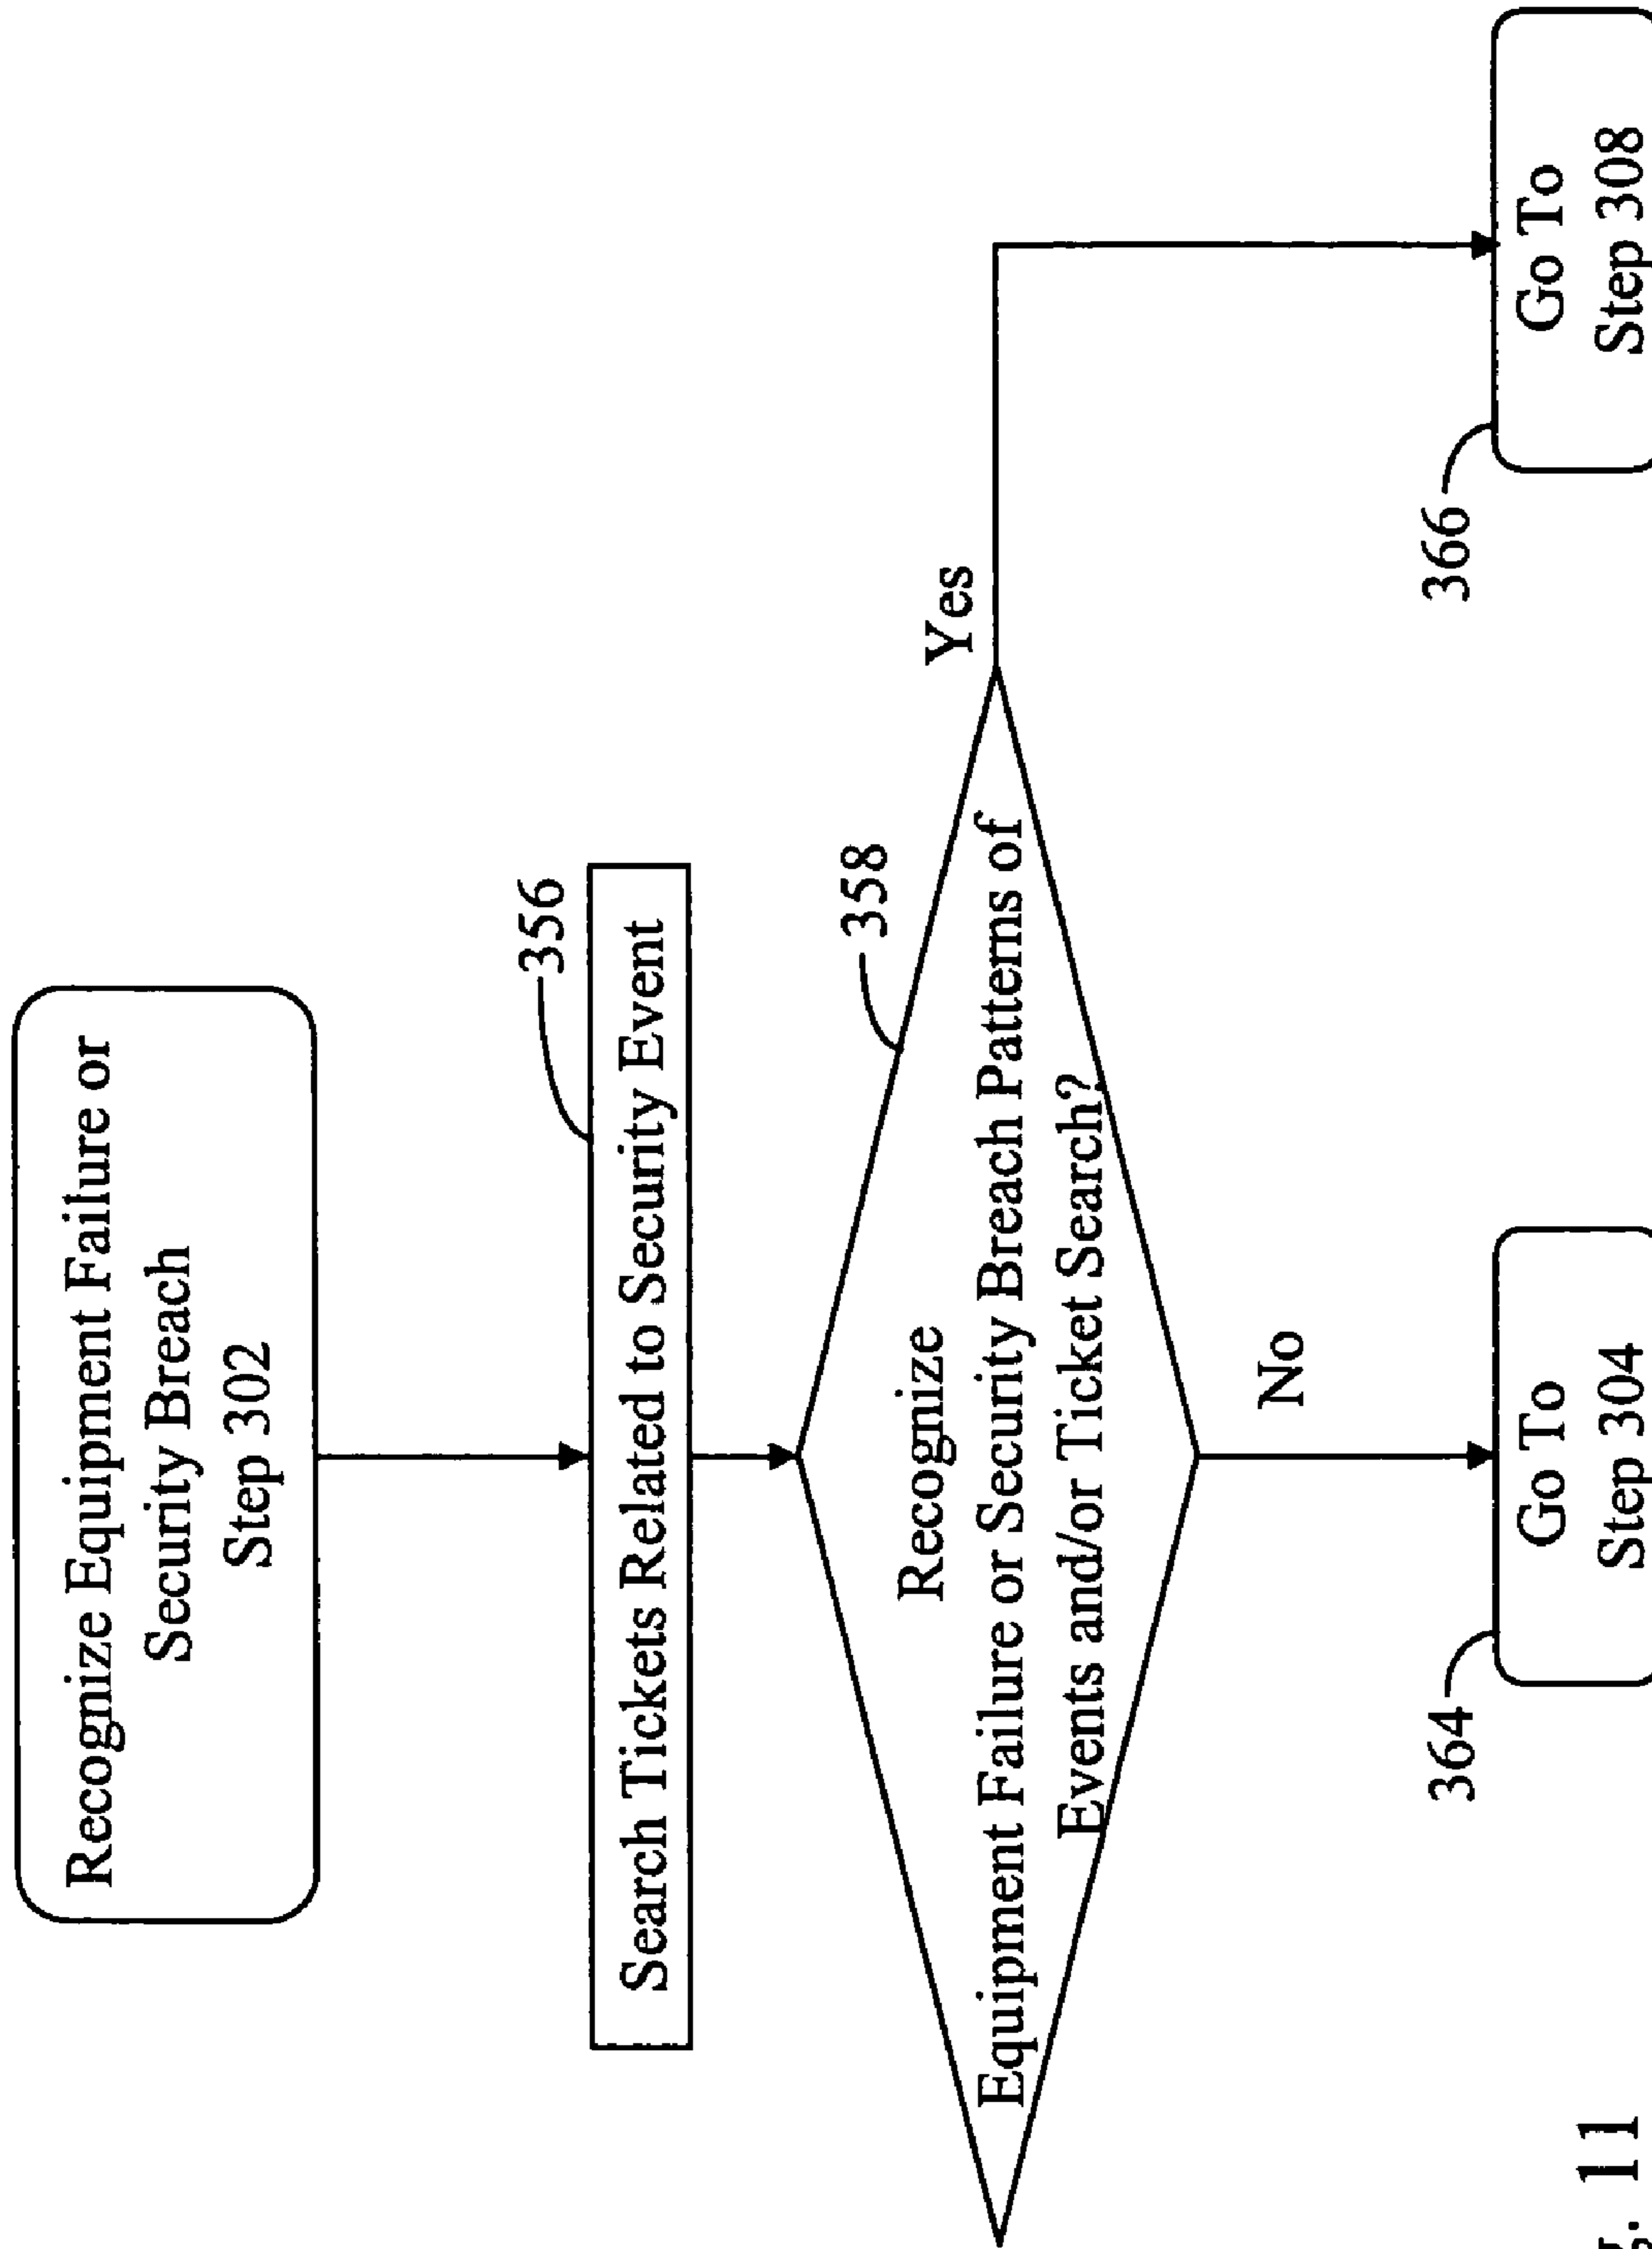 Recognize Equipment Failure or
Security Breach
Step 302
356
Search Tickets Related to Security Event
358
Recognize
Equipment Failure or Security Breach Patterns of
Events and/or Ticket Search?
Yes
No
364
Go To
Step 304
366
Go To
Step 308
11